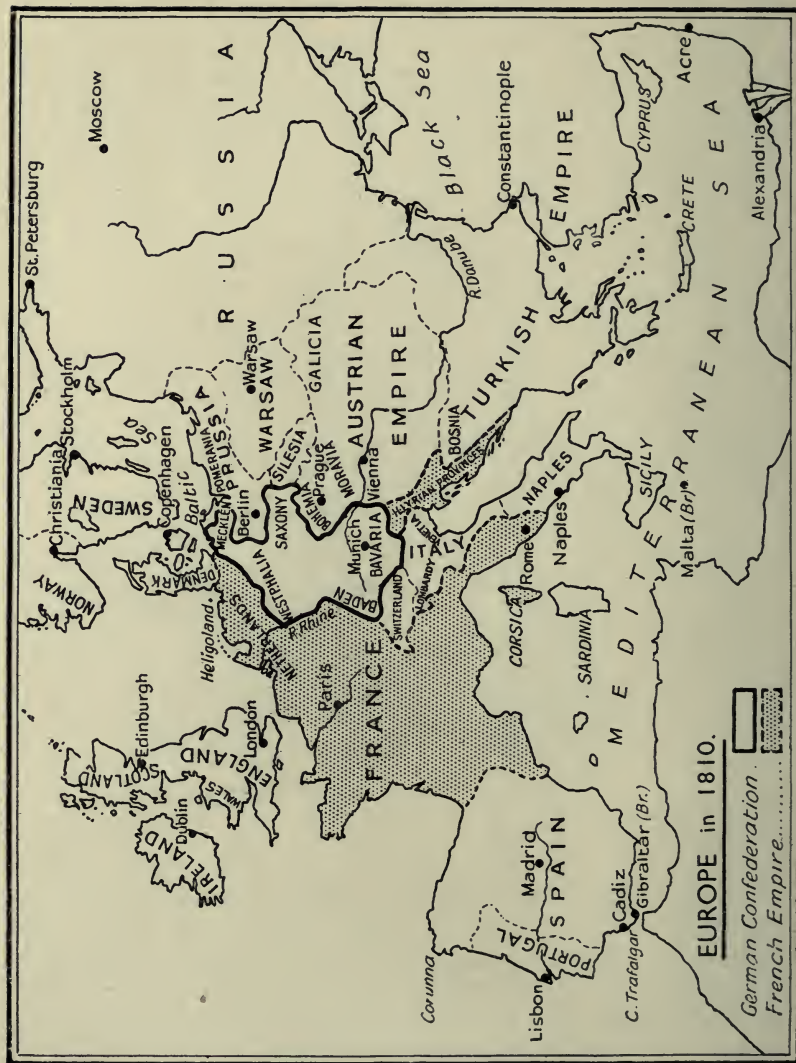 St. Petersburg
Moscow
RUSSIA
Christiania
Stockholm
NORWAY
SWEDEN
Copenhagen
Baltic
Sea
DENMARK
Heligoland
Edinburgh
SCOTLAND
ENGLAND
London
WALES
IRELAND
Dublin
NETHERLANDS
MECKLEN
POMERANIA
PRUSSIA
Berlin
WARSAW
Warsaw
WESTPHALIA
SAXONY
SILESIA
GALICIA
BOHEMIA
Prague
MORAVIA
AUSTRIAN
EMPIRE
Vienna
Munich
BAVARIA
BADEN
R. Rhine
Paris
FRANCE
SWITZERLAND
LOMBARDY
VENETIA
ITALY
ILLYRIAN PROVINCES
BOSNIA
R. Danube
Black Sea
Constantinople
TURKISH
EMPIRE
Rome
NAPLES
Naples
CORSICA
SARDINIA
SICILY
Malta (Br.)
CRETE
CYPRUS
Acre
Alexandria
MEDITERRANEAN SEA
Corunna
Madrid
SPAIN
PORTUGAL
Lisbon
Cadiz
C. Trafalgar
Gibraltar (Br.)
EUROPE in 1810.
German Confederation.
French Empire..........